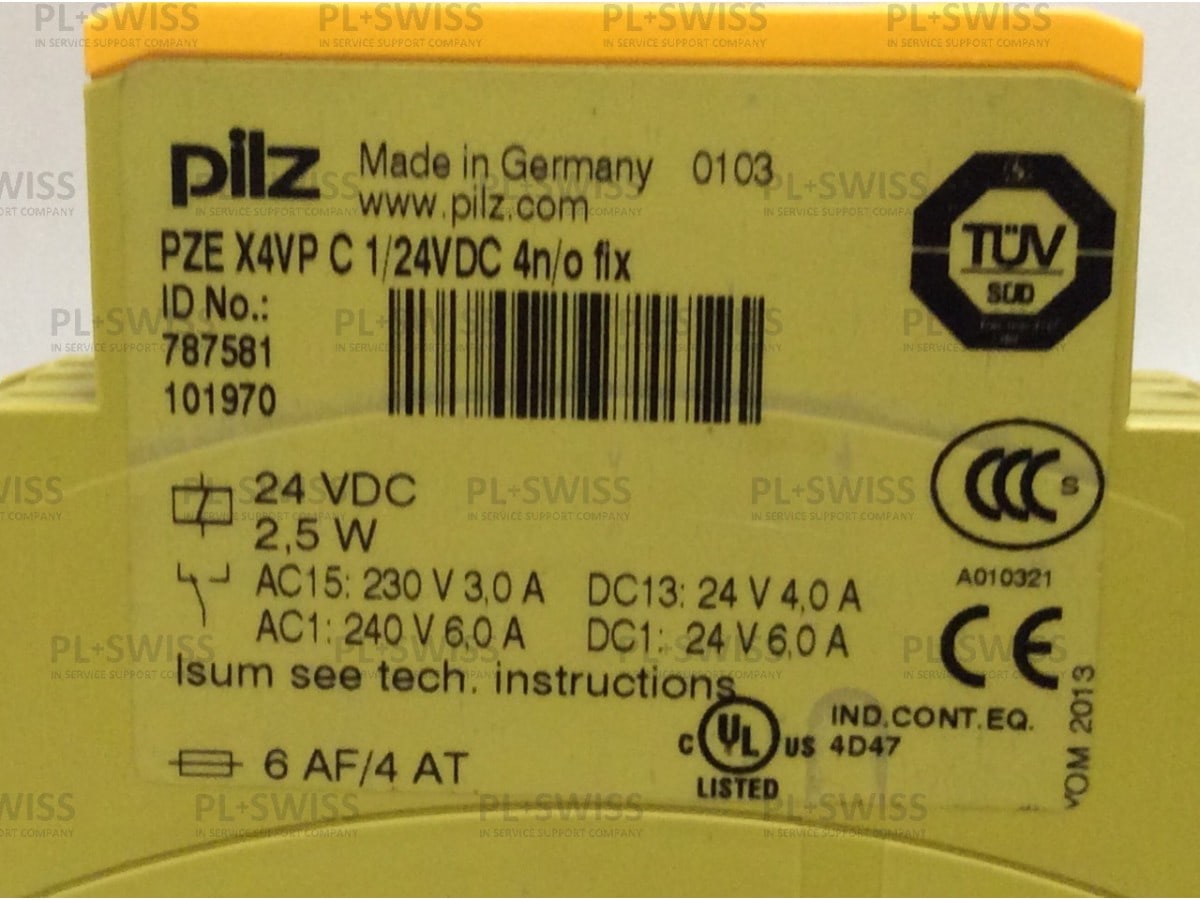 PL+SWISS
IN SERVICE SUPPORT COMPANY
pilz Made in Germany 0103
www.pilz.com
PZE X4VP C 1/24VDC 4n/o fix
ID No.:
787581
101970
TÜV
SÜD
24 VDC
2,5 W
CCC S
A010321
AC15: 230 V 3,0 A DC13: 24 V 4,0 A
AC1: 240 V 6,0 A DC1: 24 V 6,0 A
CE
Isum see tech. instructions
YOM 2013
C UL US IND.CONT.EQ.
4D47
LISTED
6 AF/4 AT